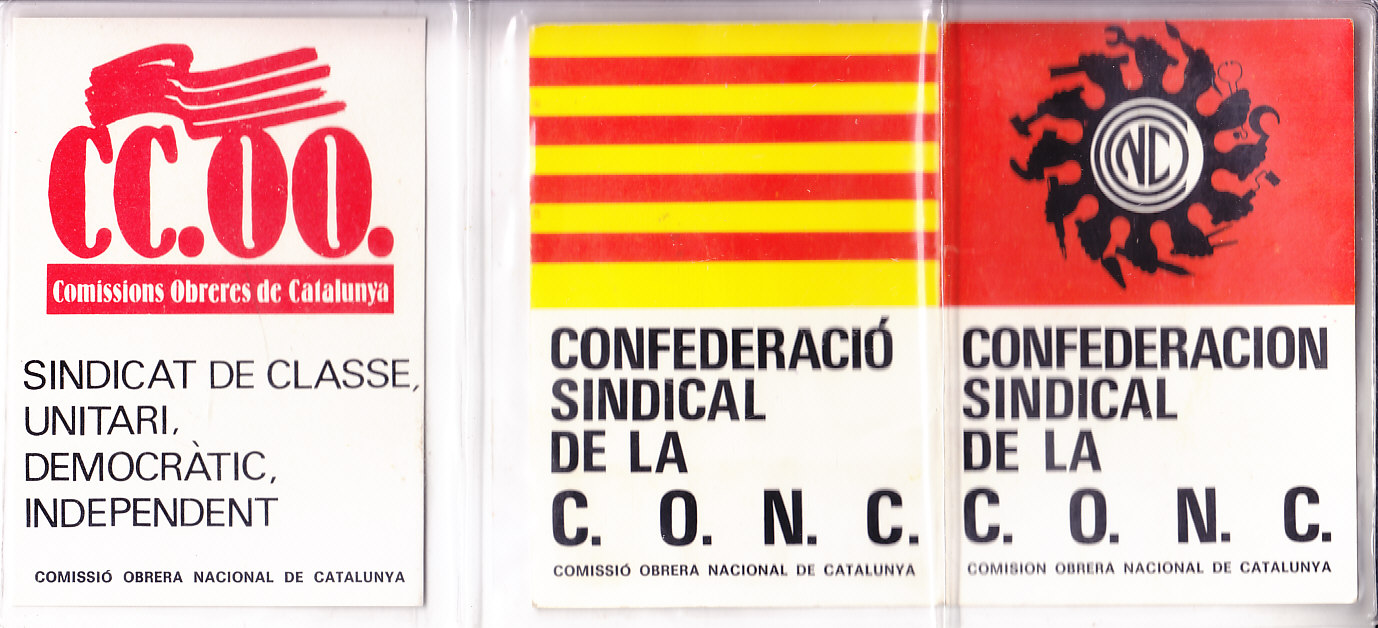 CC.OO.
Comissions Obreres de Catalunya
SINDICAT DE CLASSE,
UNITARI,
DEMOCRÀTIC,
INDEPENDENT
COMISSIÓ OBRERA NACIONAL DE CATALUNYA
CONFEDERACIÓ
SINDICAL
DE LA
C. O. N. C.
COMISSIÓ OBRERA NACIONAL DE CATALUNYA
CONC
CONFEDERACION
SINDICAL
DE LA
C. O. N. C.
COMISION OBRERA NACIONAL DE CATALUNYA